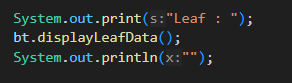 System.out.print(s:"Leaf : ");
bt.displayLeafData();
System.out.println(x:"");